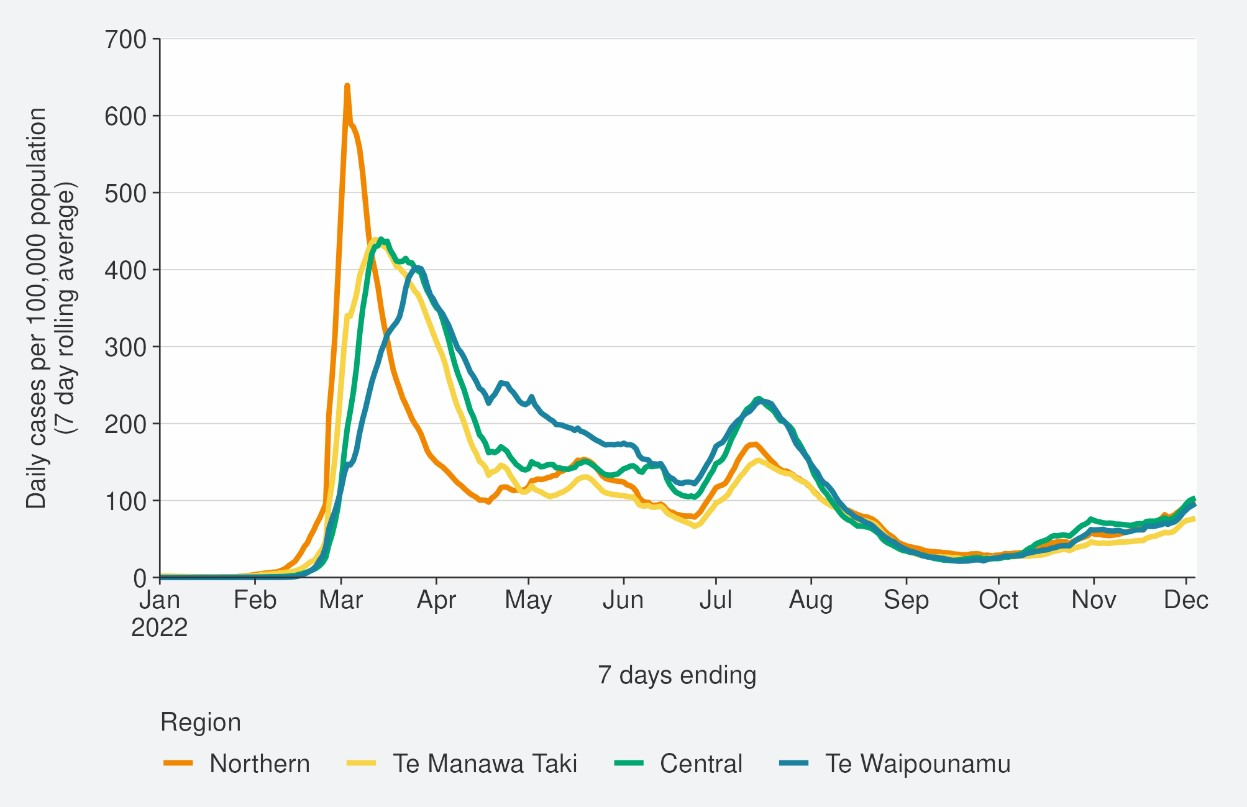 700
600
500
400
300
200
100
0
Daily cases per 100,000 population
(7 day rolling average)
Jan Feb Mar Apr May Jun Jul Aug Sep Oct Nov Dec
2022
7 days ending
Region
Northern Te Manawa Taki Central Te Waipounamu